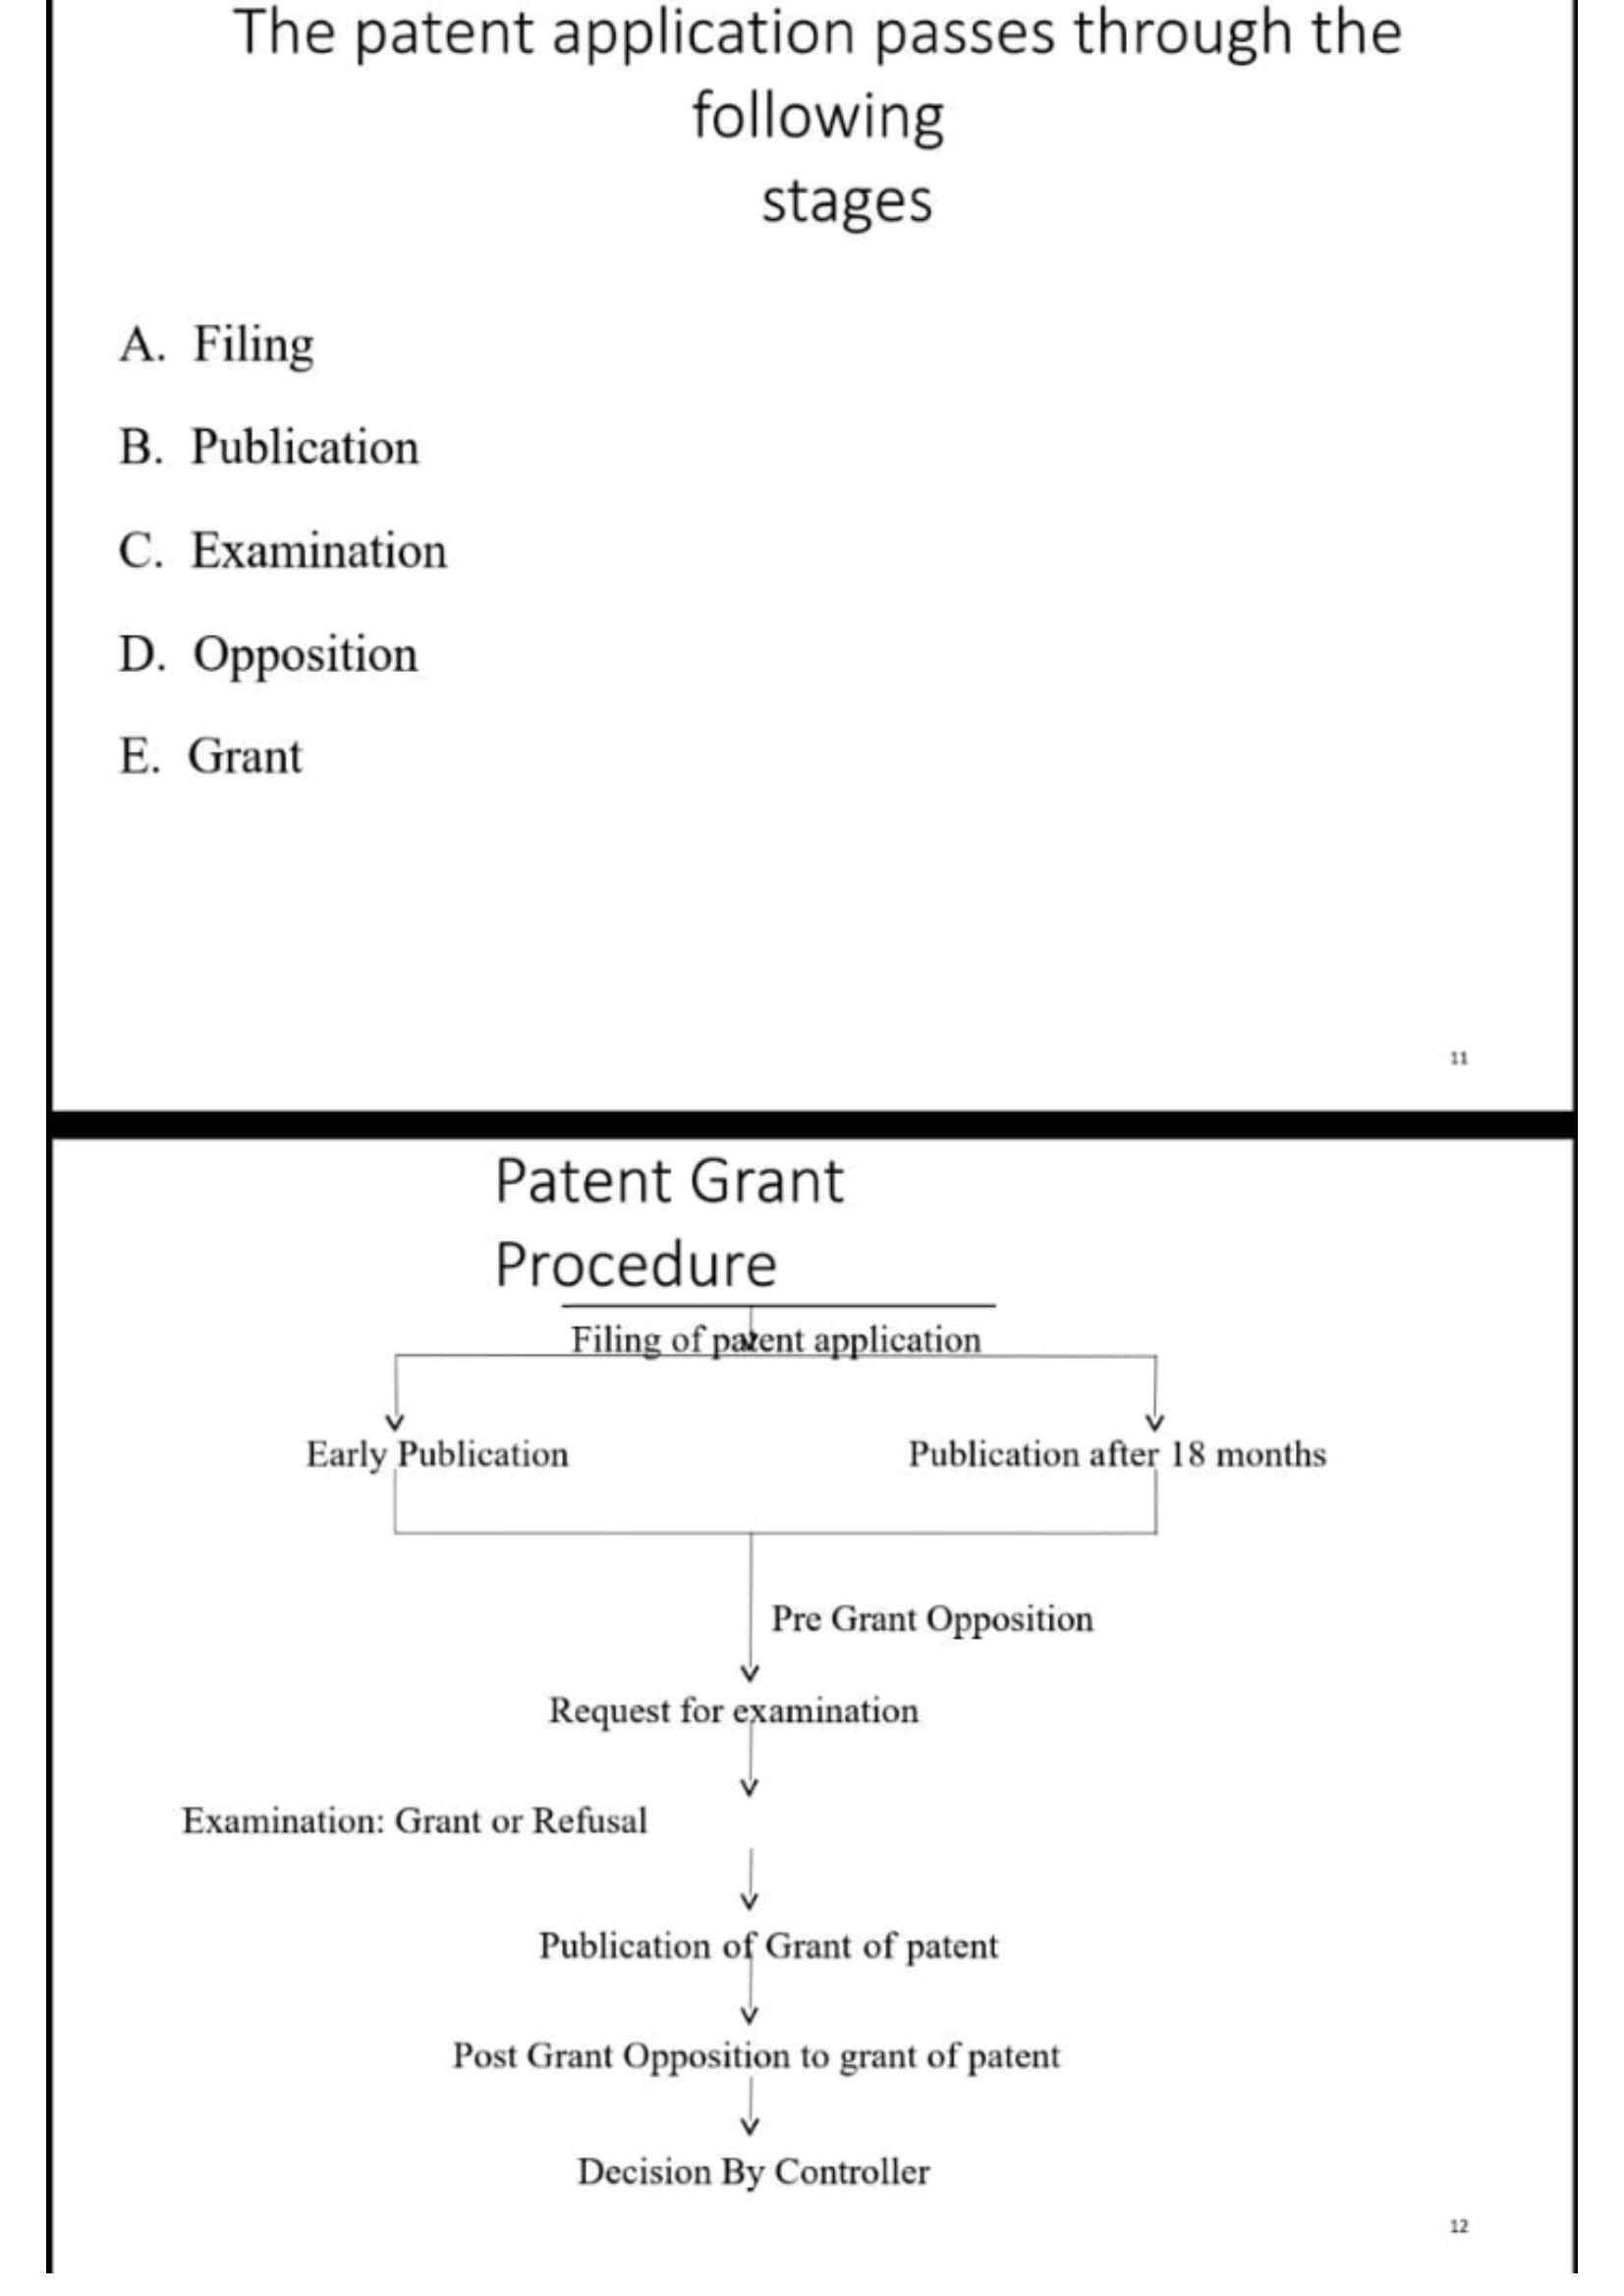 The patent application passes through the
following
stages
A. Filing
B. Publication
C. Examination
D. Opposition
E. Grant
11
Patent Grant
Procedure
Filing of patent application
Early Publication
Publication after 18 months
Pre Grant Opposition
Request for examination
Examination: Grant or Refusal
Publication of Grant of patent
Post Grant Opposition to grant of patent
Decision By Controller
12